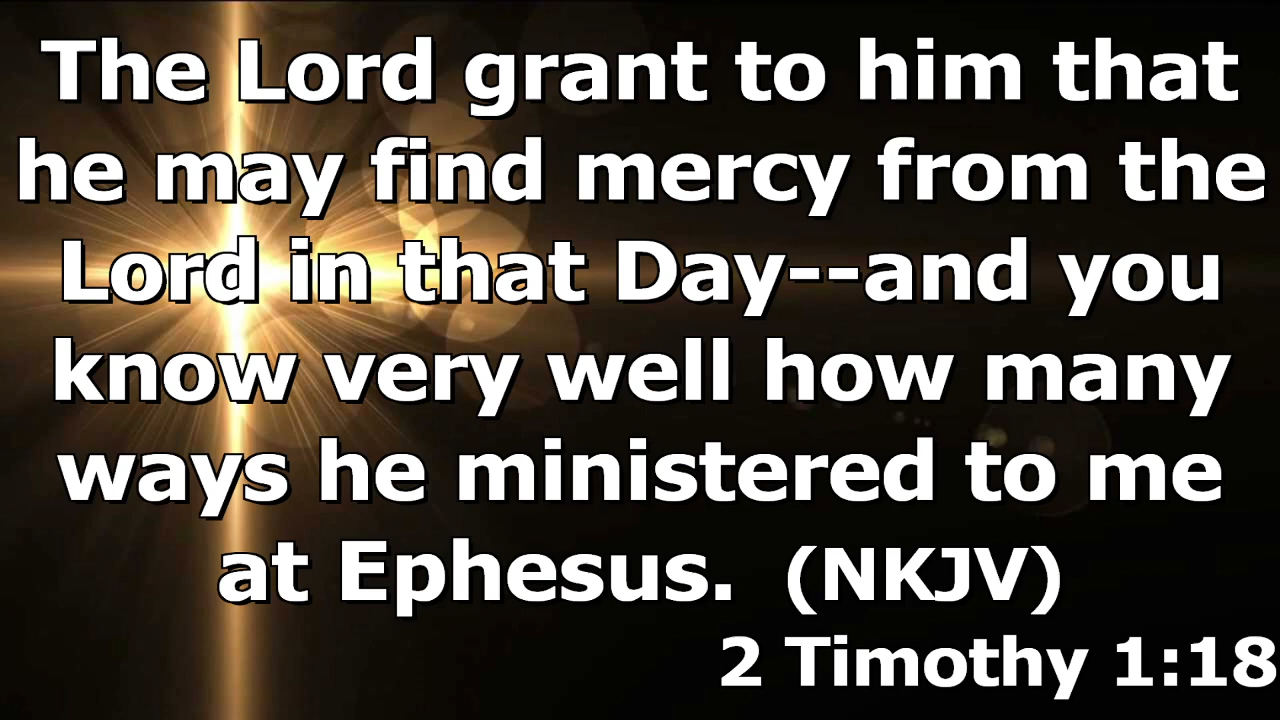 The Lord grant to him that
he may find mercy from the
Lord in that Day--and you
know very well how many
ways he ministered to me
at Ephesus.  (NKJV)
2 Timothy 1:18